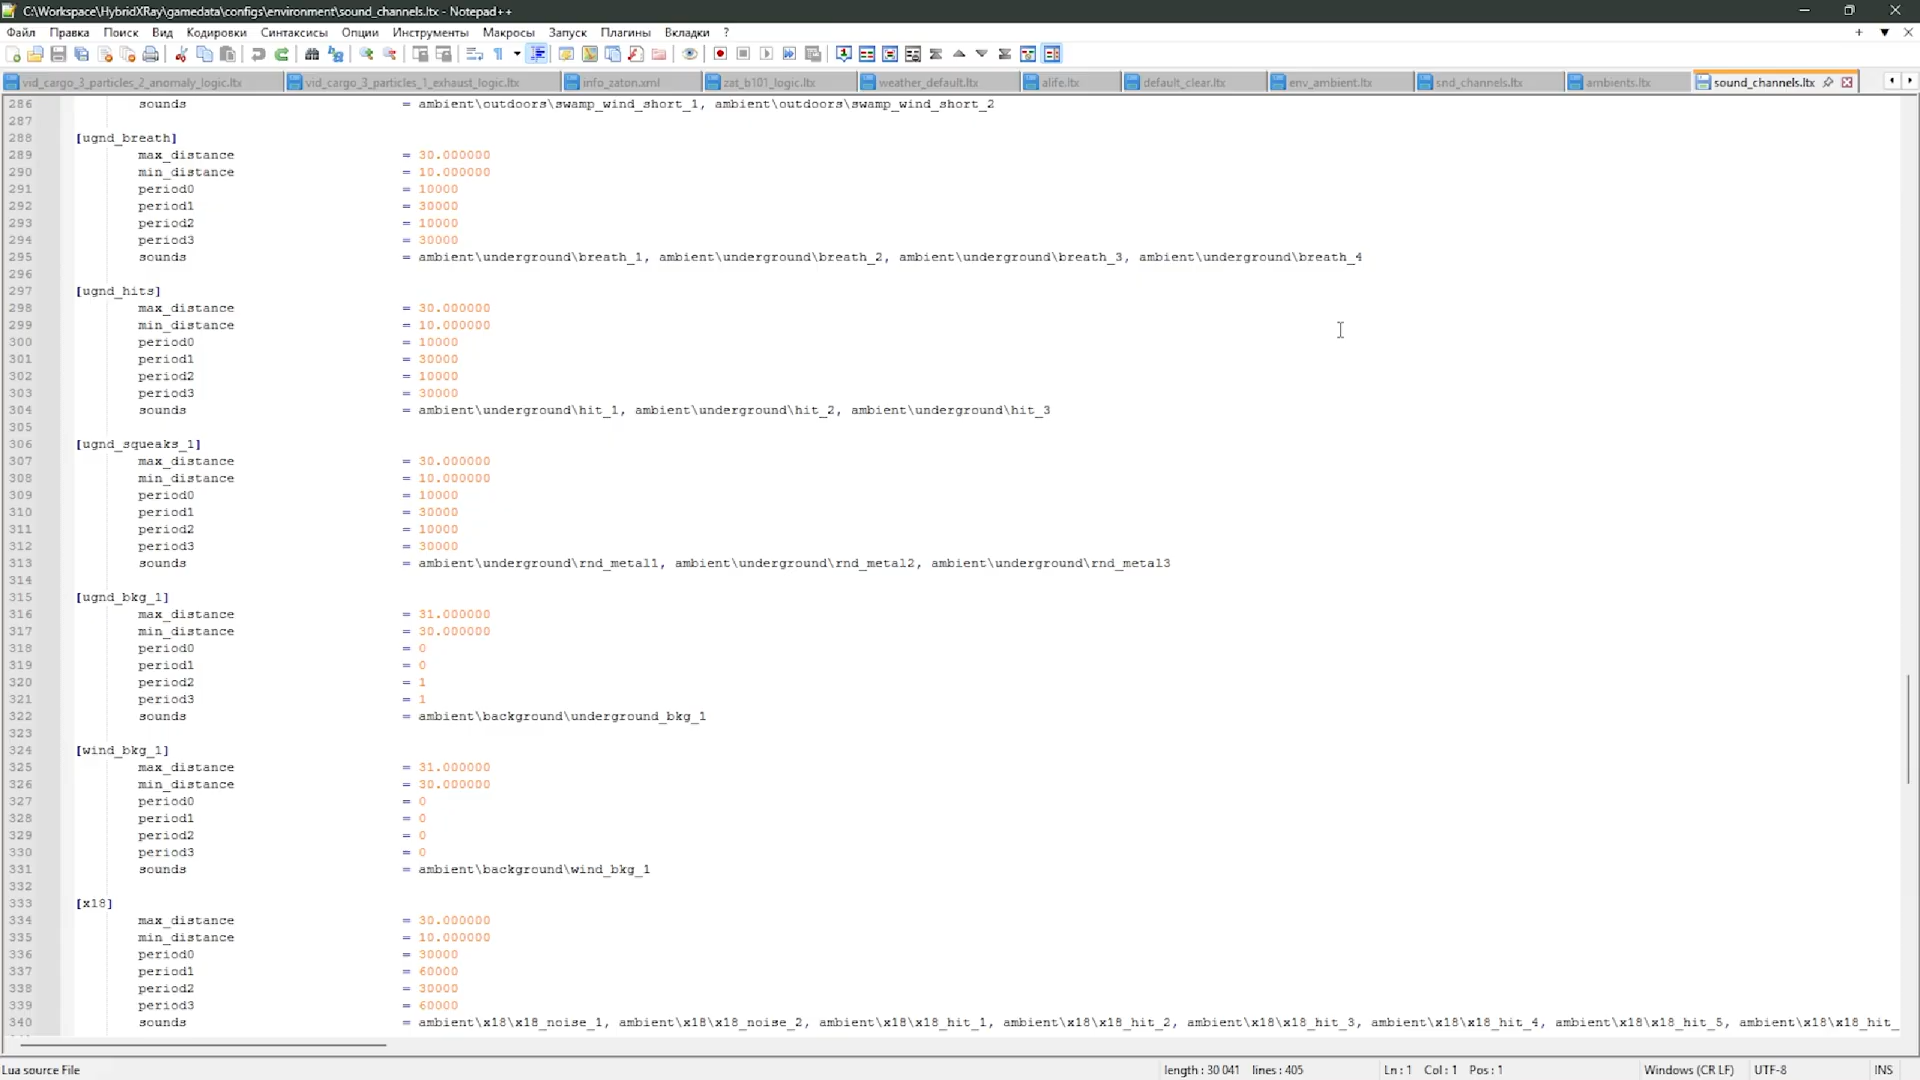 C:\Workspace\HybridXRay\gamedata\configs\environment\sound_channels.ltx - Notepad++
Файл Правка Поиск Вид Кодировки Синтаксисы Опции Инструменты Макросы Запуск Плагины Вкладки ?
vid_cargo_3_particles_2_anomaly_logic.ltx vid_cargo_3_particles_1_exhaust_logic.ltx info_zaton.xml zat_b101_logic.ltx weather_default.ltx alife.ltx default_clear.ltx env_ambient.ltx snd_channels.ltx ambients.ltx sound_channels.ltx
286 sounds = ambient\outdoors\swamp_wind_short_1, ambient\outdoors\swamp_wind_short_2
287
288 [ugnd_breath]
289 max_distance = 30.000000
290 min_distance = 10.000000
291 period0 = 10000
292 period1 = 30000
293 period2 = 10000
294 period3 = 30000
295 sounds = ambient\underground\breath_1, ambient\underground\breath_2, ambient\underground\breath_3, ambient\underground\breath_4
296
297 [ugnd_hits]
298 max_distance = 30.000000
299 min_distance = 10.000000
300 period0 = 10000
301 period1 = 30000
302 period2 = 10000
303 period3 = 30000
304 sounds = ambient\underground\hit_1, ambient\underground\hit_2, ambient\underground\hit_3
305
306 [ugnd_squeaks_1]
307 max_distance = 30.000000
308 min_distance = 10.000000
309 period0 = 10000
310 period1 = 30000
311 period2 = 10000
312 period3 = 30000
313 sounds = ambient\underground\rnd_metal1, ambient\underground\rnd_metal2, ambient\underground\rnd_metal3
314
315 [ugnd_bkg_1]
316 max_distance = 31.000000
317 min_distance = 30.000000
318 period0 = 0
319 period1 = 0
320 period2 = 1
321 period3 = 1
322 sounds = ambient\background\underground_bkg_1
323
324 [wind_bkg_1]
325 max_distance = 31.000000
326 min_distance = 30.000000
327 period0 = 0
328 period1 = 0
329 period2 = 0
330 period3 = 0
331 sounds = ambient\background\wind_bkg_1
332
333 [x18]
334 max_distance = 30.000000
335 min_distance = 10.000000
336 period0 = 30000
337 period1 = 60000
338 period2 = 30000
339 period3 = 60000
340 sounds = ambient\x18\x18_noise_1, ambient\x18\x18_noise_2, ambient\x18\x18_hit_1, ambient\x18\x18_hit_2, ambient\x18\x18_hit_3, ambient\x18\x18_hit_4, ambient\x18\x18_hit_5, ambient\x18\x18_hit_
Lua source File length : 30 041 lines : 405 Ln : 1 Col : 1 Pos : 1 Windows (CR LF) UTF-8 INS